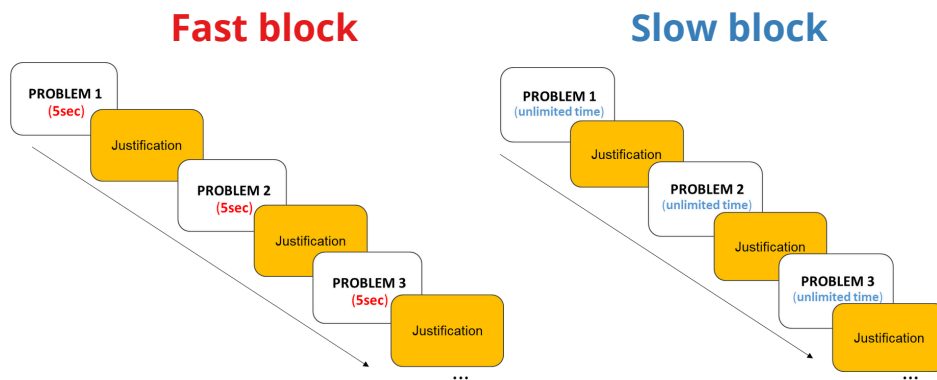 Fast block
PROBLEM 1
(5sec)
Justification
PROBLEM 2
(5sec)
Justification
PROBLEM 3
(5sec)
Justification
...
Slow block
PROBLEM 1
(unlimited time)
Justification
PROBLEM 2
(unlimited time)
Justification
PROBLEM 3
(unlimited time)
Justification
...